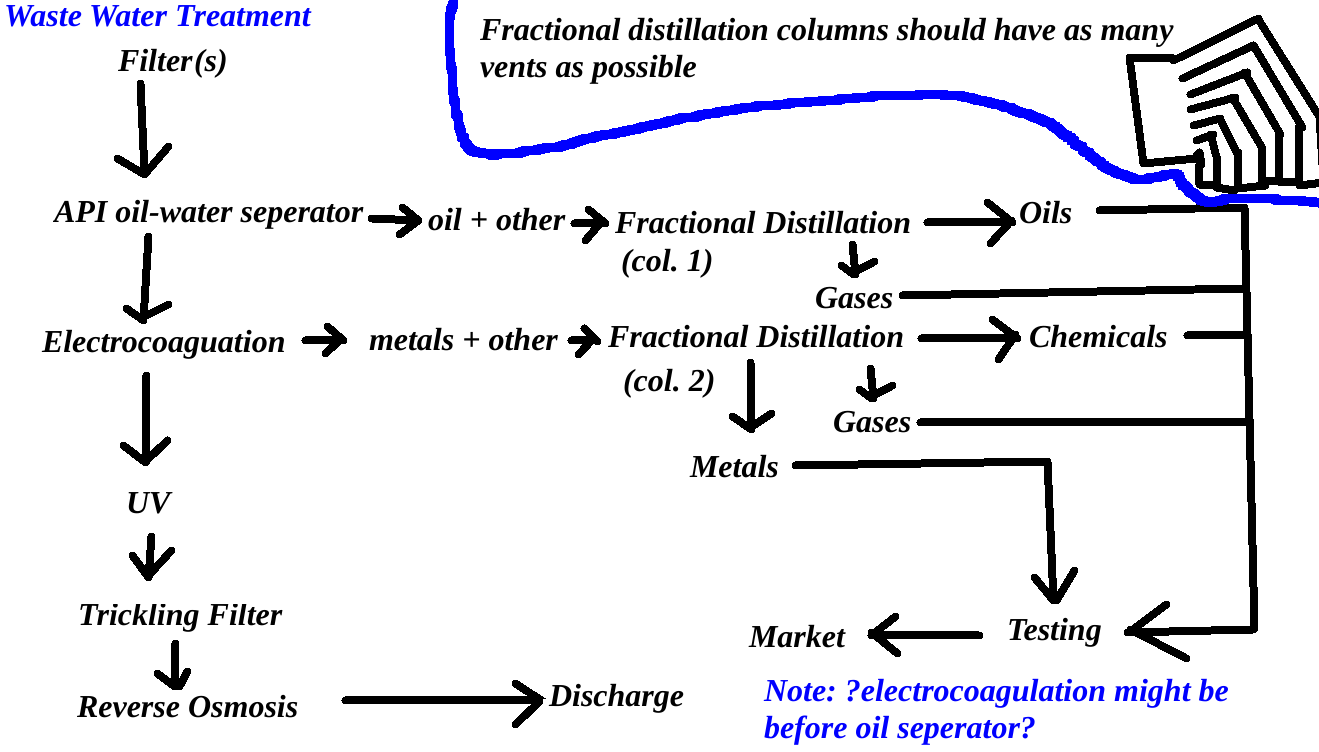 Waste Water Treatment
Fractional distillation columns should have as many
vents as possible
Filter(s)
API oil-water seperator
oil + other
Fractional Distillation
(col. 1)
Oils
Gases
Electrocoaguation
metals + other
Fractional Distillation
(col. 2)
Chemicals
Gases
Metals
UV
Trickling Filter
Testing
Market
Reverse Osmosis
Discharge
Note: ?electrocoagulation might be
before oil seperator?